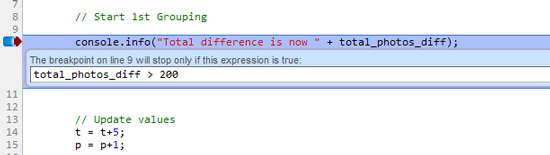 7
8 // Start 1st Grouping
9 console.info("Total difference is now " + total_photos_diff);
The breakpoint on line 9 will stop only if this expression is true:
total_photos_diff > 200
11
12
13 // Update values
14 t = t+5;
15 p = p+1;